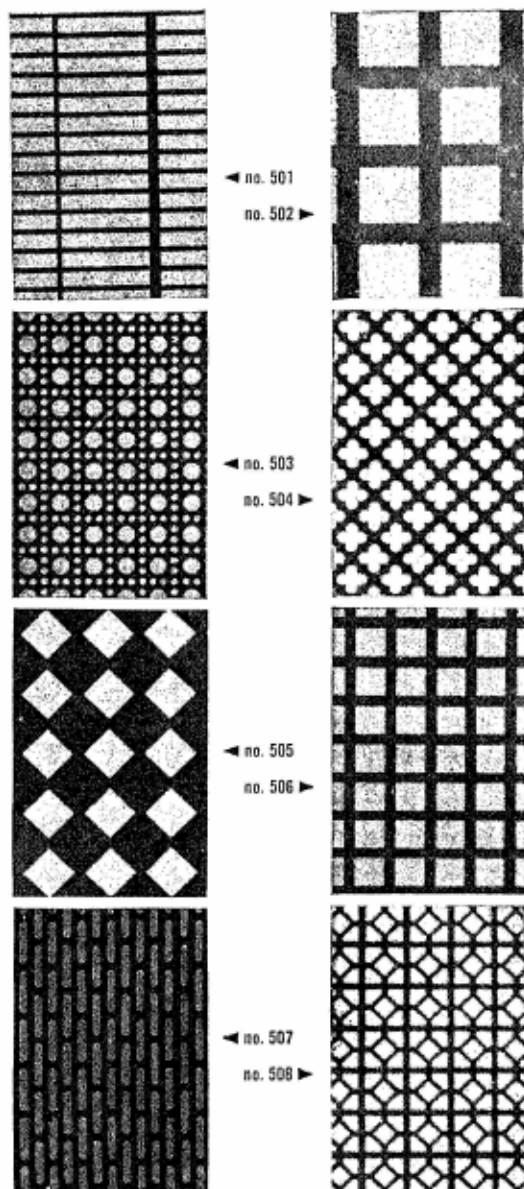 ◄ no. 501
no. 502 ►
◄ no. 503
no. 504 ►
◄ no. 505
no. 506 ►
◄ no. 507
no. 508 ►